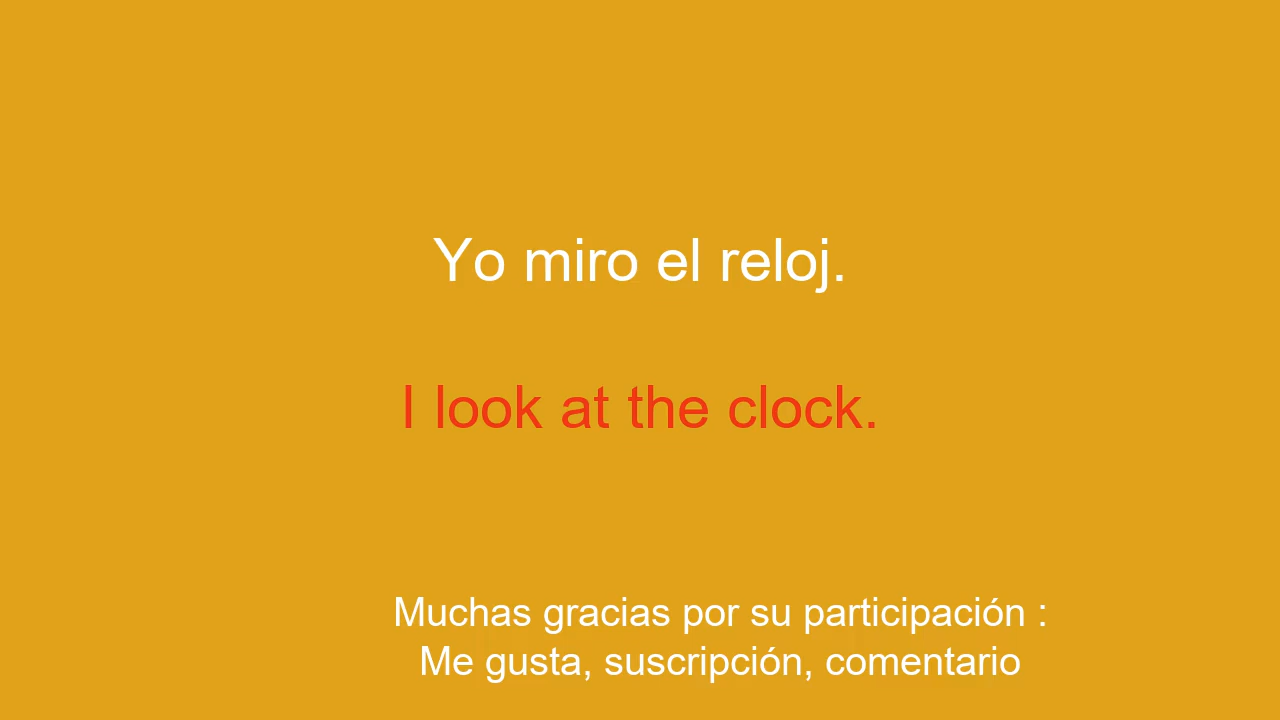 Yo miro el reloj.
I look at the clock.
Muchas gracias por su participación :
Me gusta, suscripción, comentario